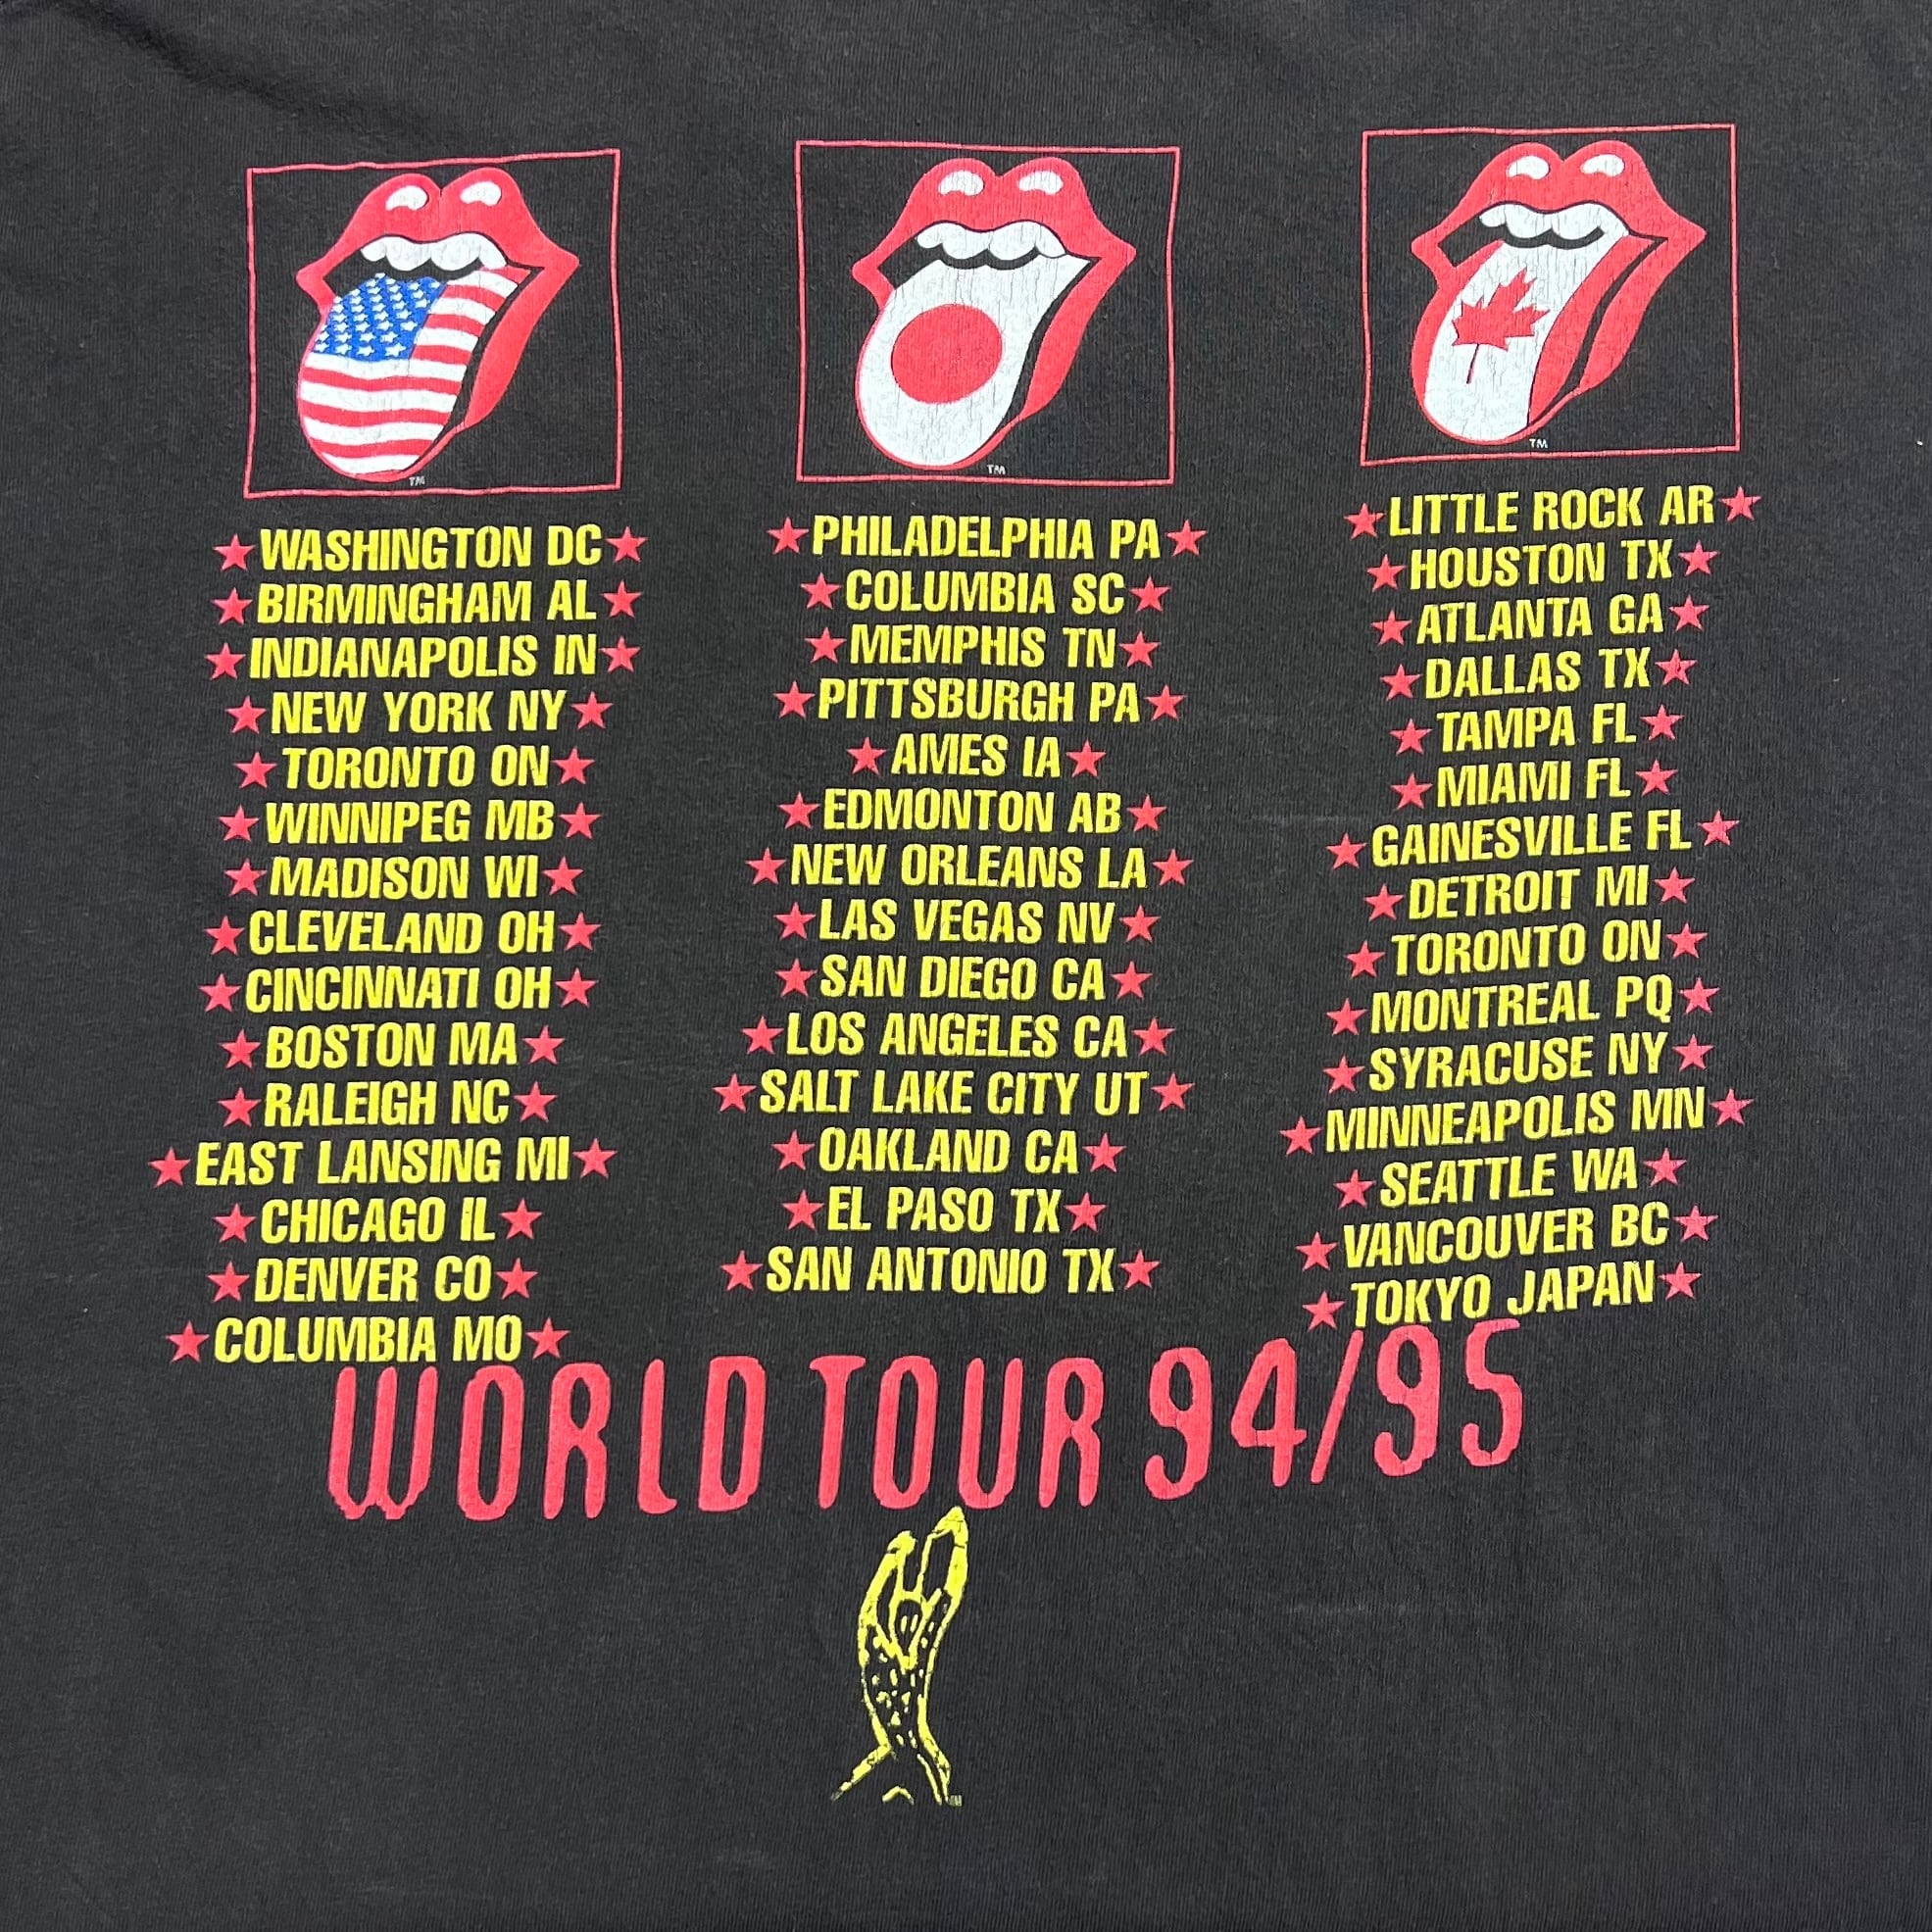 TM
TM
TM
WASHINGTON DC
BIRMINGHAM AL
INDIANAPOLIS IN
NEW YORK NY
TORONTO ON
WINNIPEG MB
MADISON WI
CLEVELAND OH
CINCINNATI OH
BOSTON MA
RALEIGH NC
EAST LANSING MI
CHICAGO IL
DENVER CO
COLUMBIA MO
PHILADELPHIA PA
COLUMBIA SC
MEMPHIS TN
PITTSBURGH PA
AMES IA
EDMONTON AB
NEW ORLEANS LA
LAS VEGAS NV
SAN DIEGO CA
LOS ANGELES CA
SALT LAKE CITY UT
OAKLAND CA
EL PASO TX
SAN ANTONIO TX
LITTLE ROCK AR
HOUSTON TX
ATLANTA GA
DALLAS TX
TAMPA FL
MIAMI FL
GAINESVILLE FL
DETROIT MI
TORONTO ON
MONTREAL PQ
SYRACUSE NY
MINNEAPOLIS MN
SEATTLE WA
VANCOUVER BC
TOKYO JAPAN
WORLD TOUR 94/95